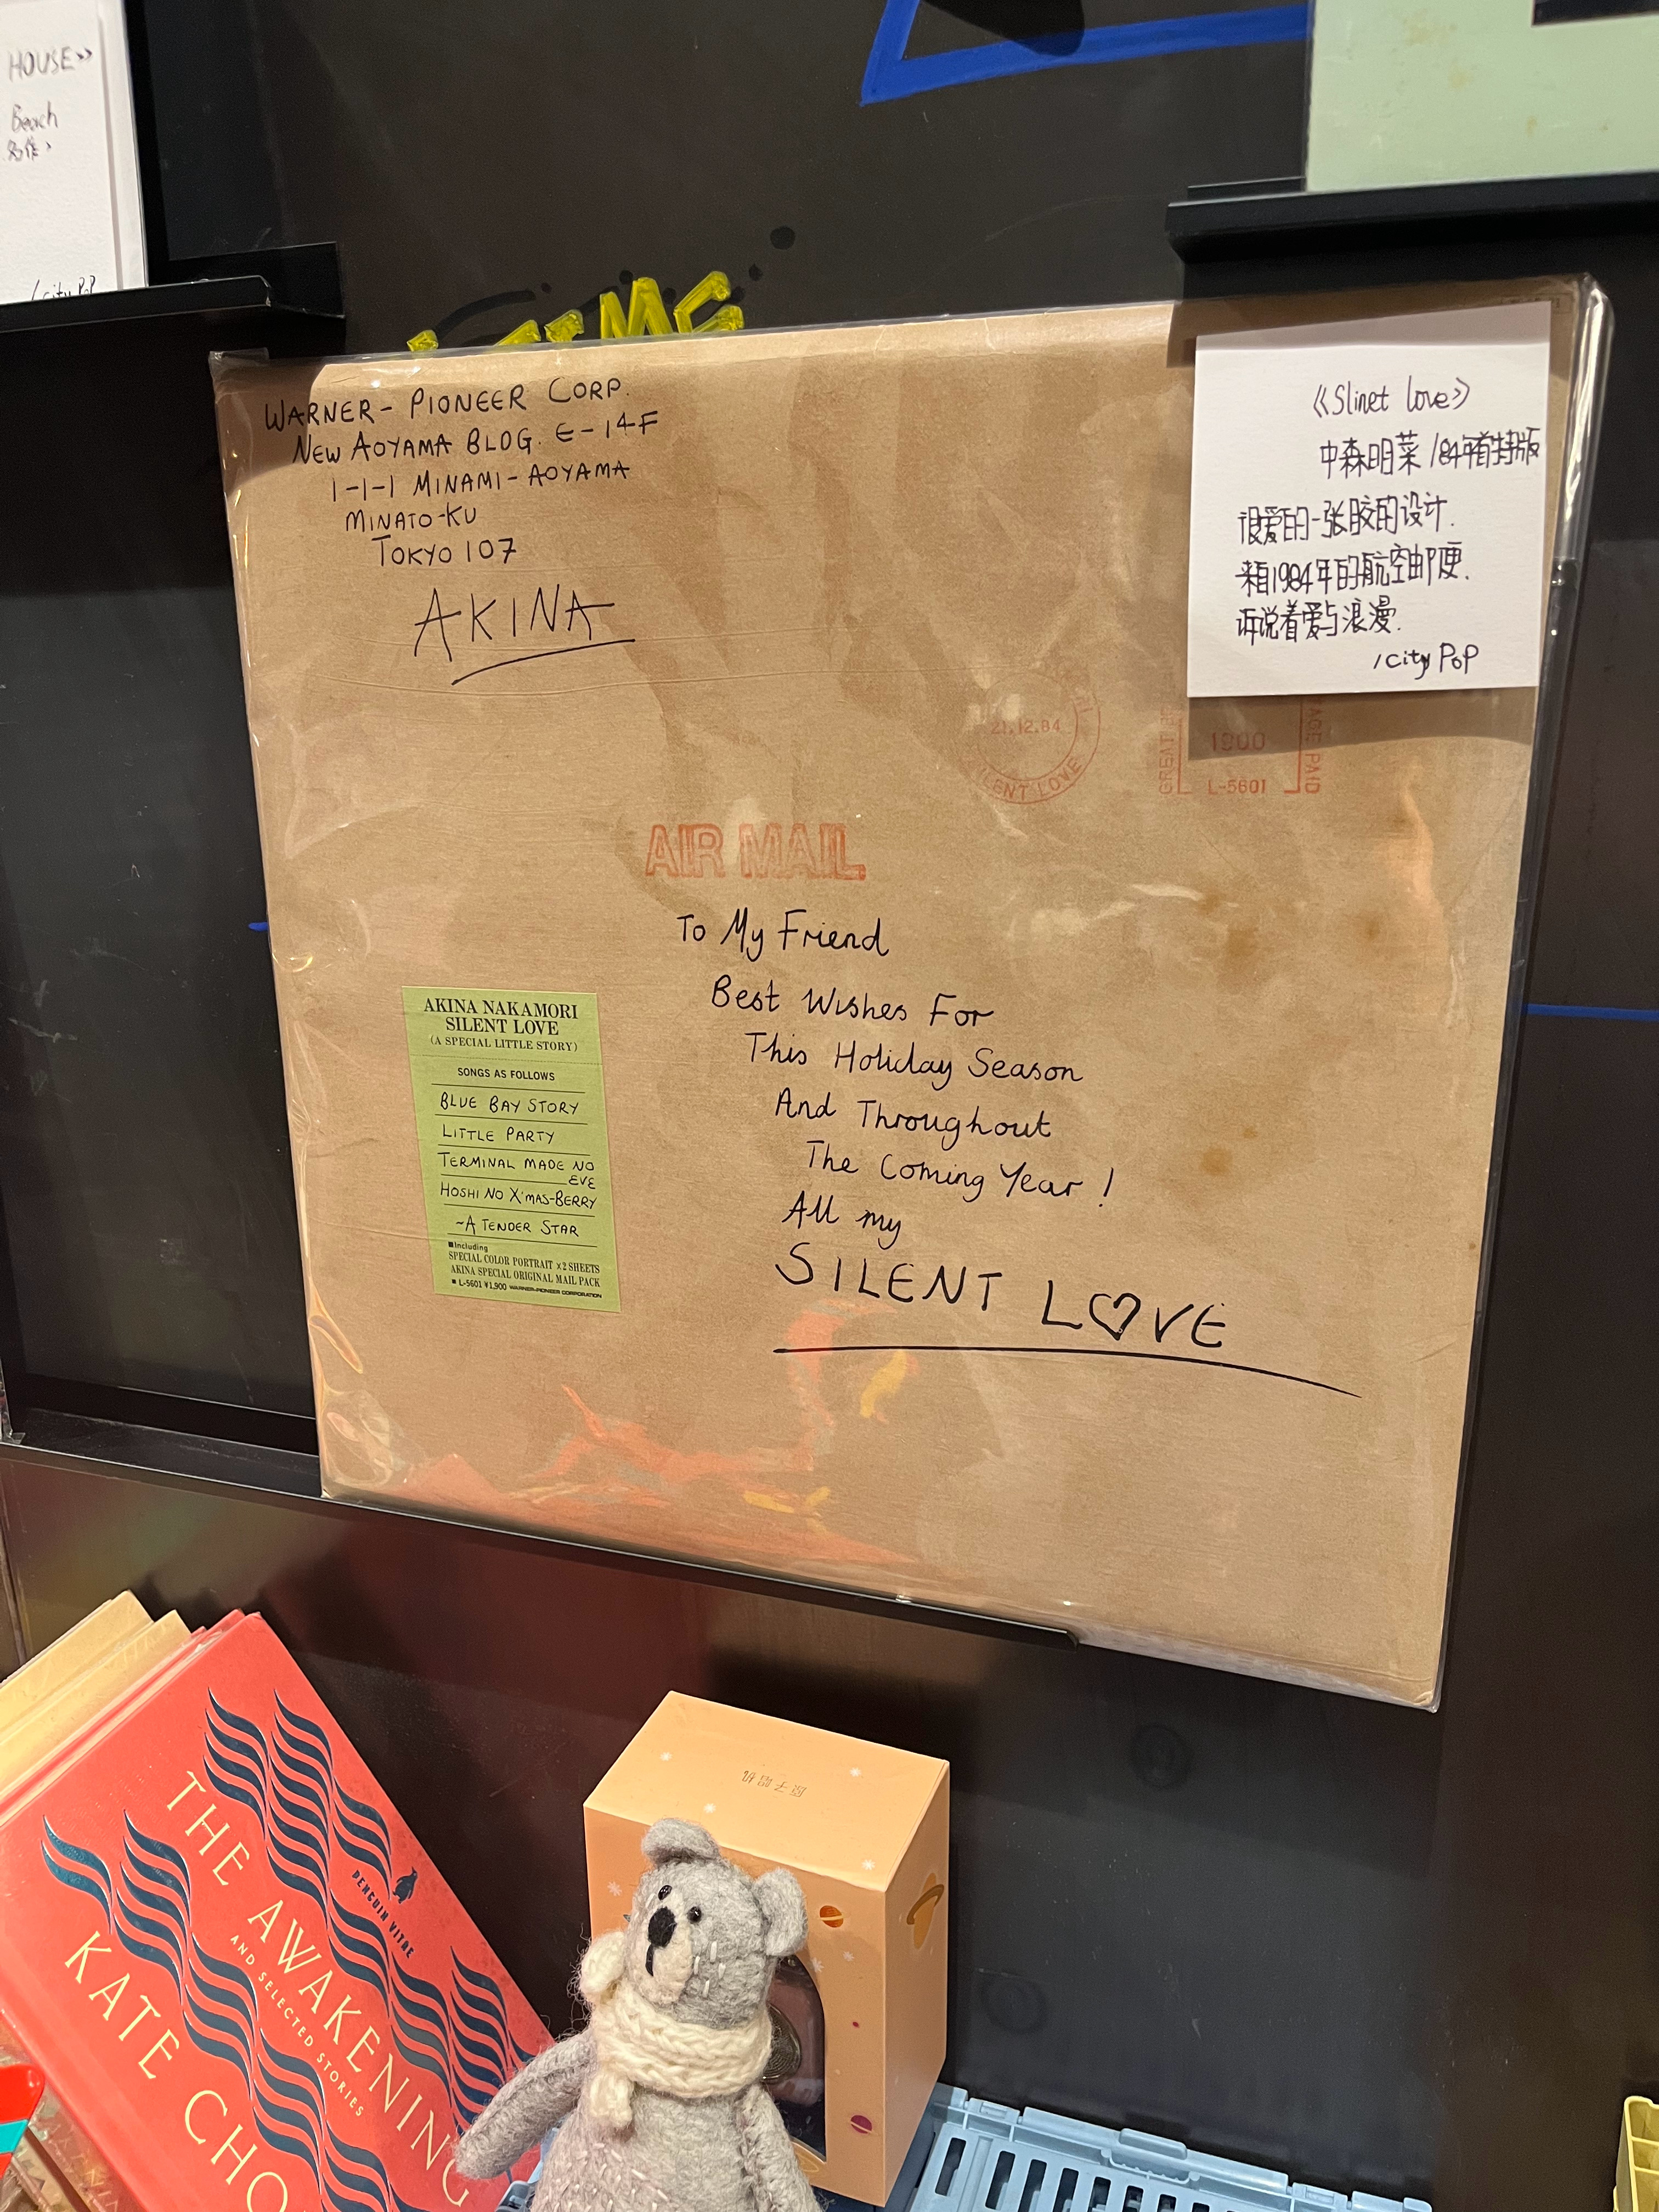 HOUSE》
Beach
/city PoP
WARNER-PIONEER CORP.
NEW AOYAMA BLDG. E-14F
1-1-1 MINAMI-AOYAMA
MINATO-KU
TOKYO 107
AKINA
《Slinet love》
中森明菜/84年首特版
很爱的一张胶的设计.
来自1984年的航空邮便.
诉说着爱与浪漫.
/city PoP
21.12.84
SILENT LOVE
1900
L-5601
AGE PAID
AIR MAIL
To My Friend
Best Wishes For
This Holiday Season
And Throughout
The Coming Year!
All my
SILENT LOVE
AKINA NAKAMORI
SILENT LOVE
(A SPECIAL LITTLE STORY)
SONGS AS FOLLOWS
BLUE BAY STORY
LITTLE PARTY
TERMINAL MADE NO
EVE
HOSHI NO X'MAS-BERRY
~A TENDER STAR
■Including
SPECIAL COLOR PORTRAIT x2 SHEETS
AKINA SPECIAL ORIGINAL MAIL PACK
■ L-5601 ¥1,900 WARNER-PIONEER CORPORATION
THE AWAKENING
AND SELECTED STORIES
KATE CHO
PENGUIN VITAE